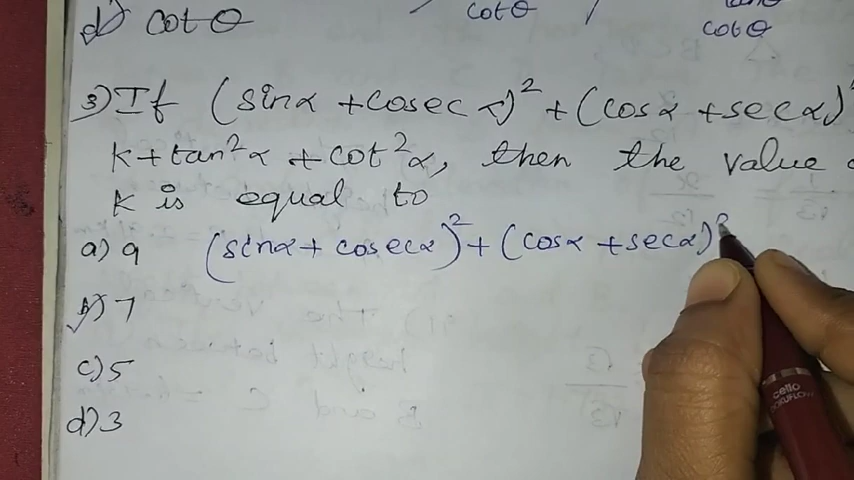 d) cotθ
cotθ /
cotθ
3) If (sinα + cosec α)² + (cosα + secα)²
K + tan²α + cot²α, then the value
K is equal to
a) 9 (sinα + cosecα)² + (cosα + secα)²
b) 7
c) 5
d) 3
cello